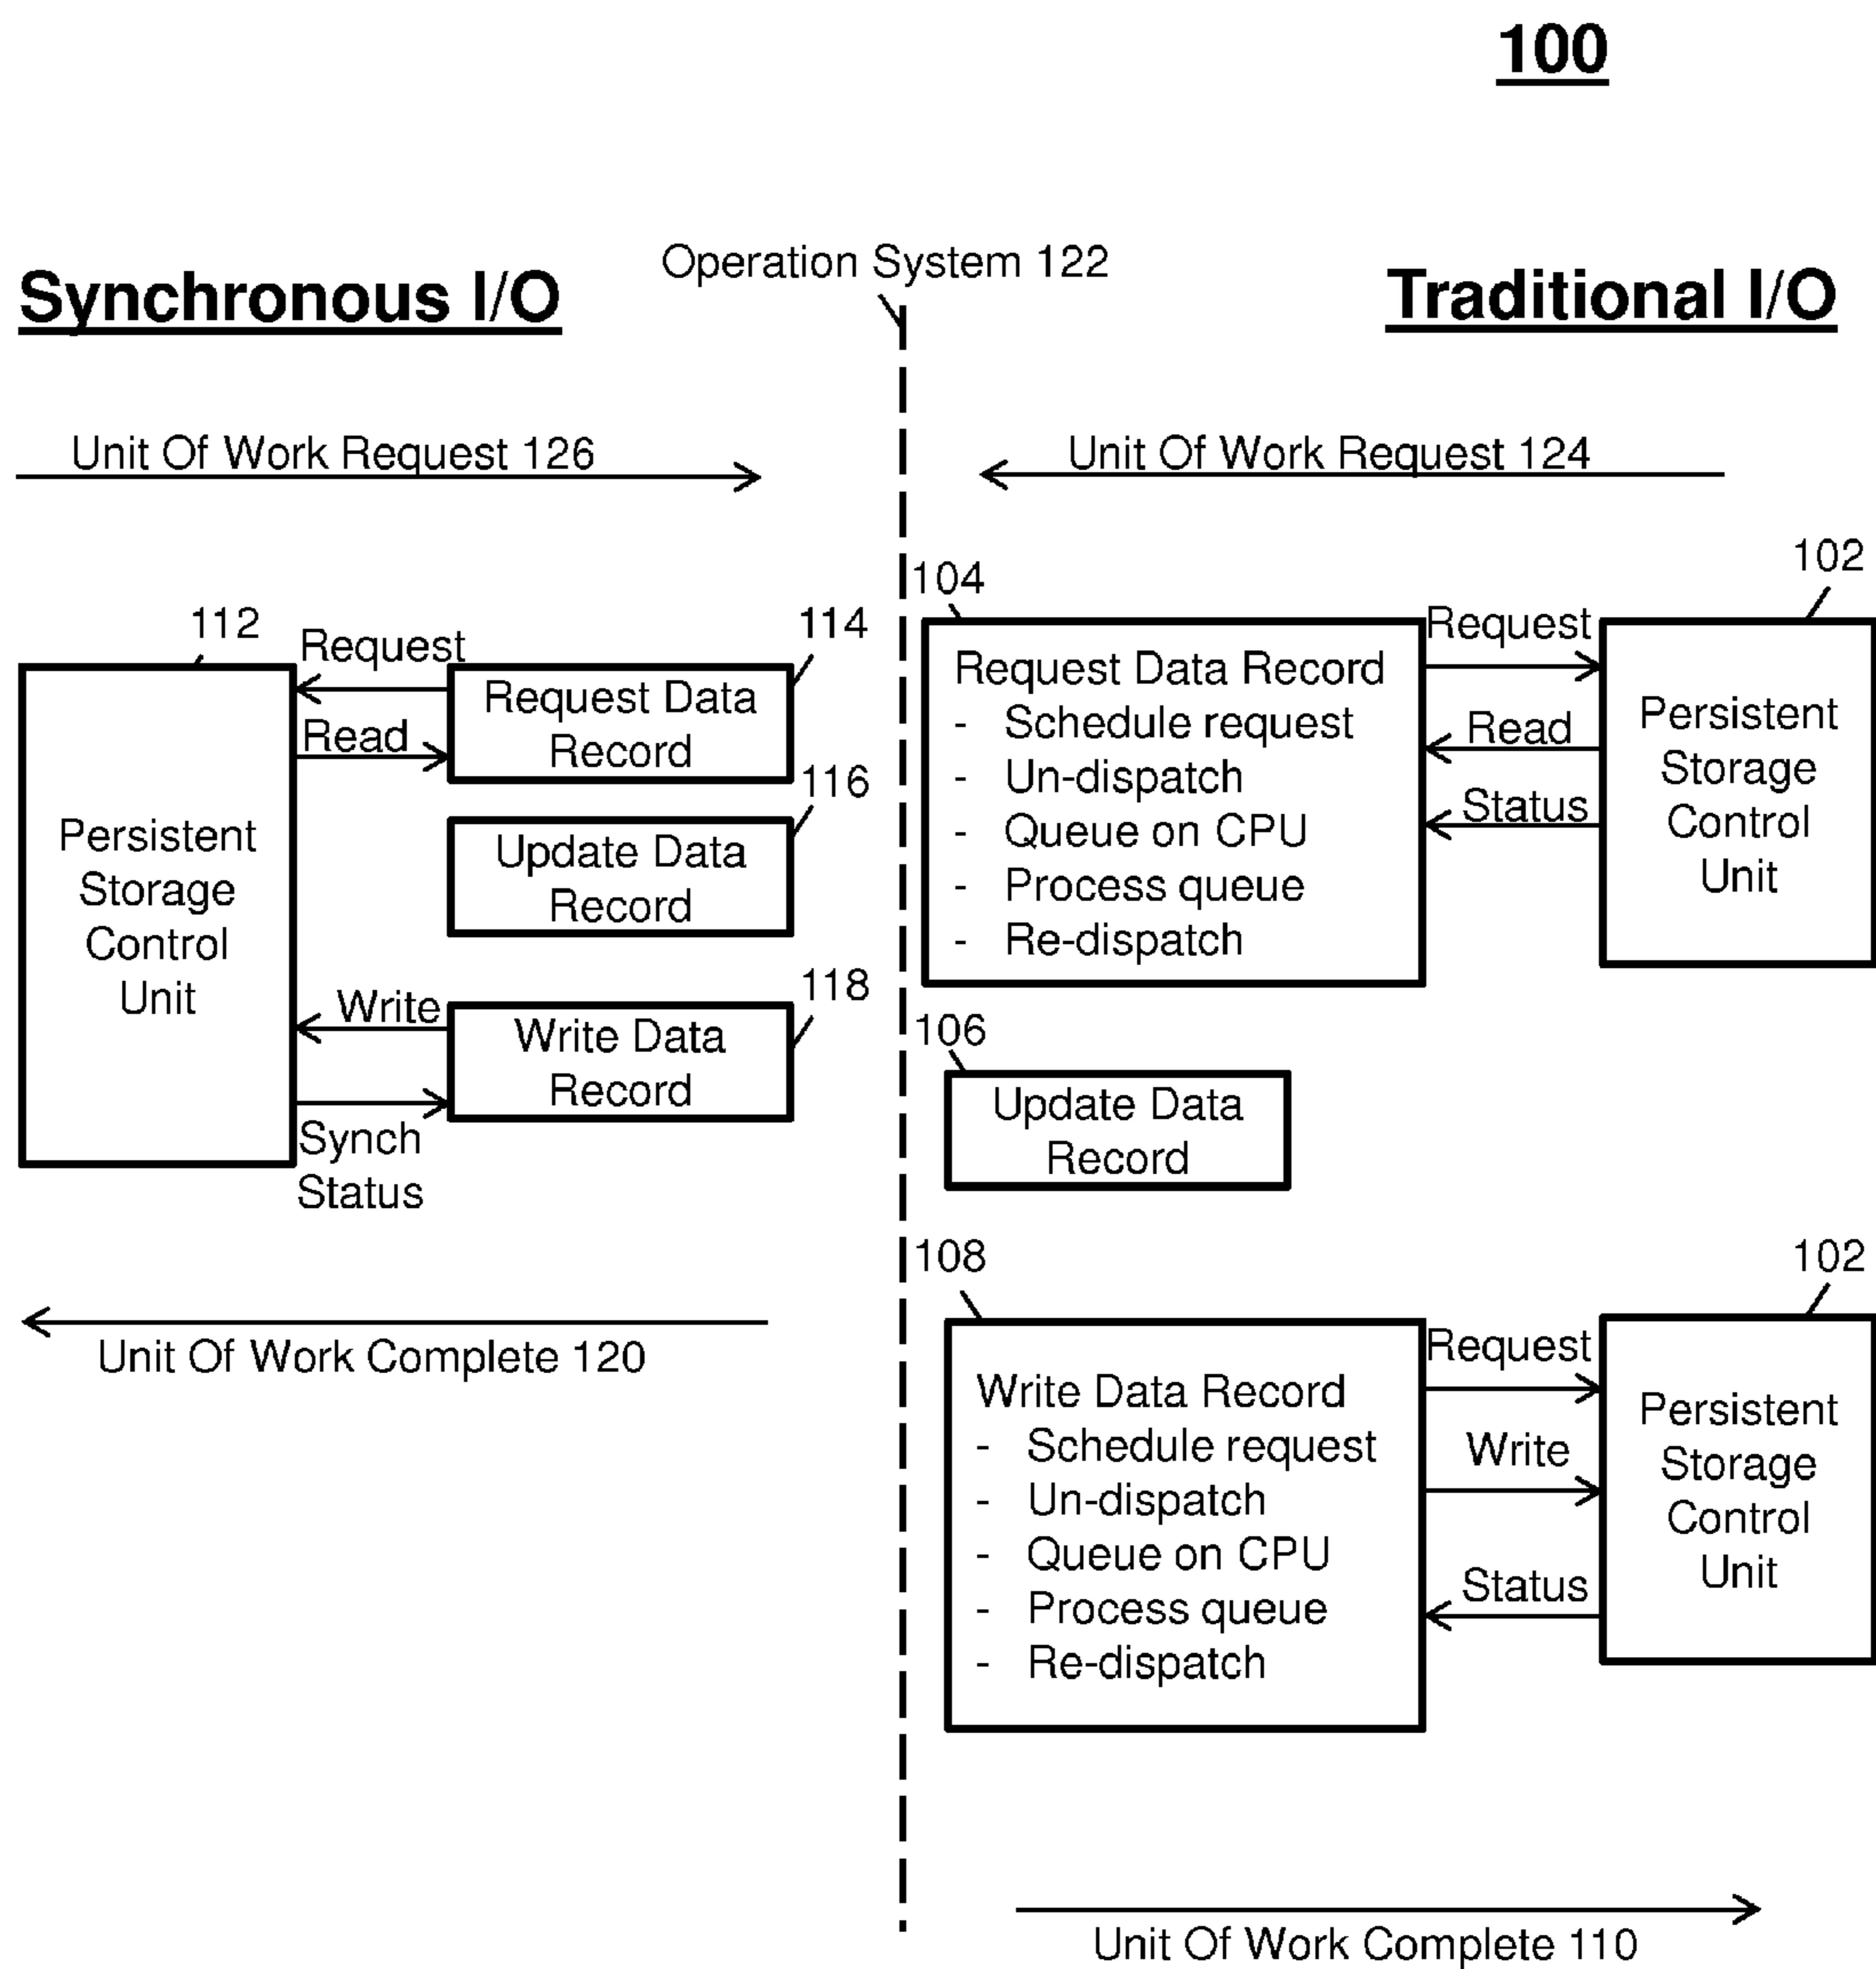 100
Operation System 122
Synchronous I/O
Traditional I/O
Unit Of Work Request 126
Unit Of Work Request 124
112
Request
Read
114
Request Data
Record
116
Update Data
Record
Persistent
Storage
Control
Unit
118
Write
Write Data
Record
Synch
Status
Unit Of Work Complete 120
104
Request Data Record
- Schedule request
- Un-dispatch
- Queue on CPU
- Process queue
- Re-dispatch
Request
Read
Status
102
Persistent
Storage
Control
Unit
106
Update Data
Record
108
Write Data Record
- Schedule request
- Un-dispatch
- Queue on CPU
- Process queue
- Re-dispatch
Request
Write
Status
102
Persistent
Storage
Control
Unit
Unit Of Work Complete 110